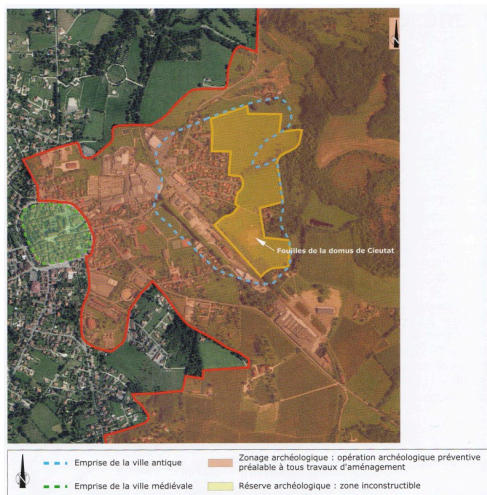 Fouilles de la domus de Cieutat
Emprise de la ville antique
Emprise de la ville médiévale
Zonage archéologique : opération archéologique préventive
préalable à tous travaux d'aménagement
Réserve archéologique : zone inconstructible